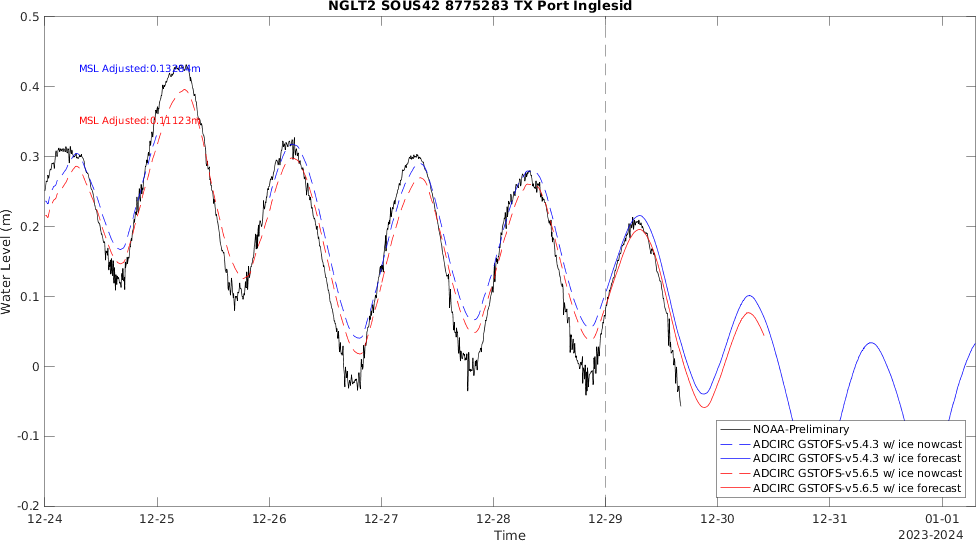 NGLT2 SOUS42 8775283 TX Port Inglesid
0.5
MSL Adjusted:
0.4
MSL Adjusted:0.11123m
0.3
0.2
Water Level (m)
0.1
0
-0.1
-0.2
NOAA-Preliminary
ADCIRC GSTOFS-v5.4.3 w/ ice nowcast
ADCIRC GSTOFS-v5.4.3 w/ ice forecast
ADCIRC GSTOFS-v5.6.5 w/ ice nowcast
ADCIRC GSTOFS-v5.6.5 w/ ice forecast
12-24 12-25 12-26 12-27 12-28 12-29 12-30 12-31 01-01
Time
2023-2024